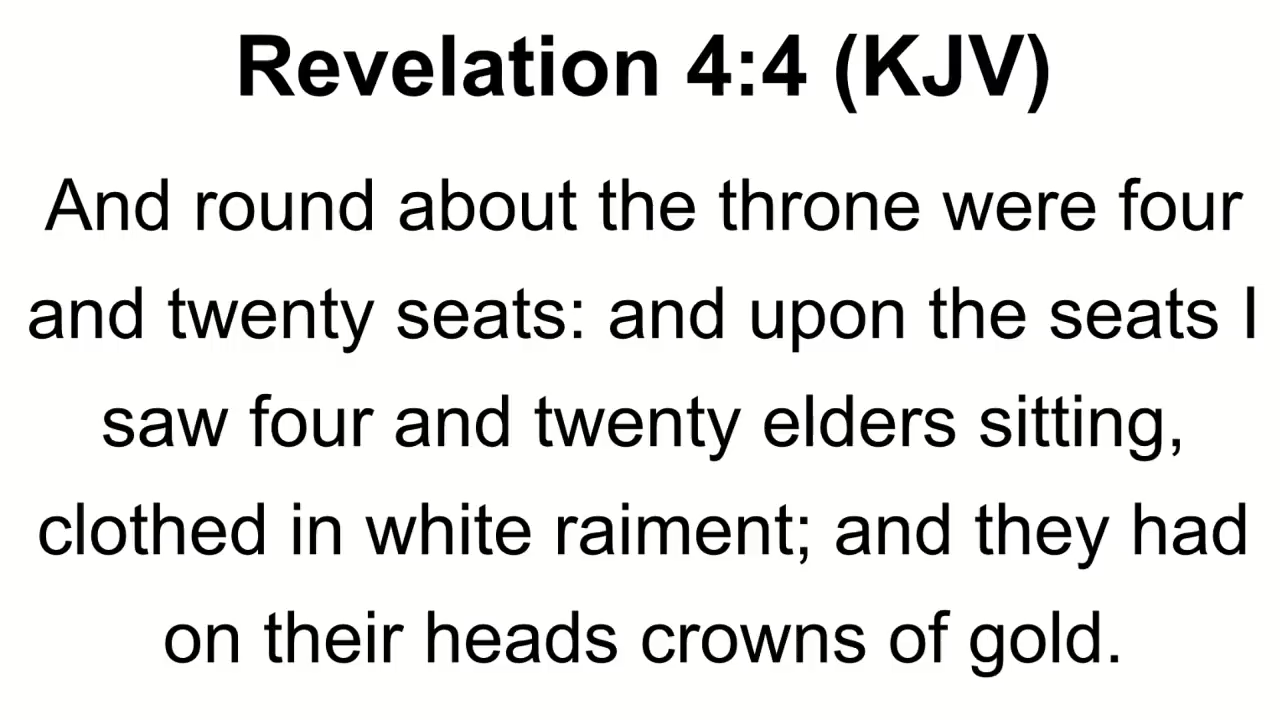 Revelation 4:4 (KJV)
And round about the throne were four
and twenty seats: and upon the seats I
saw four and twenty elders sitting,
clothed in white raiment; and they had
on their heads crowns of gold.